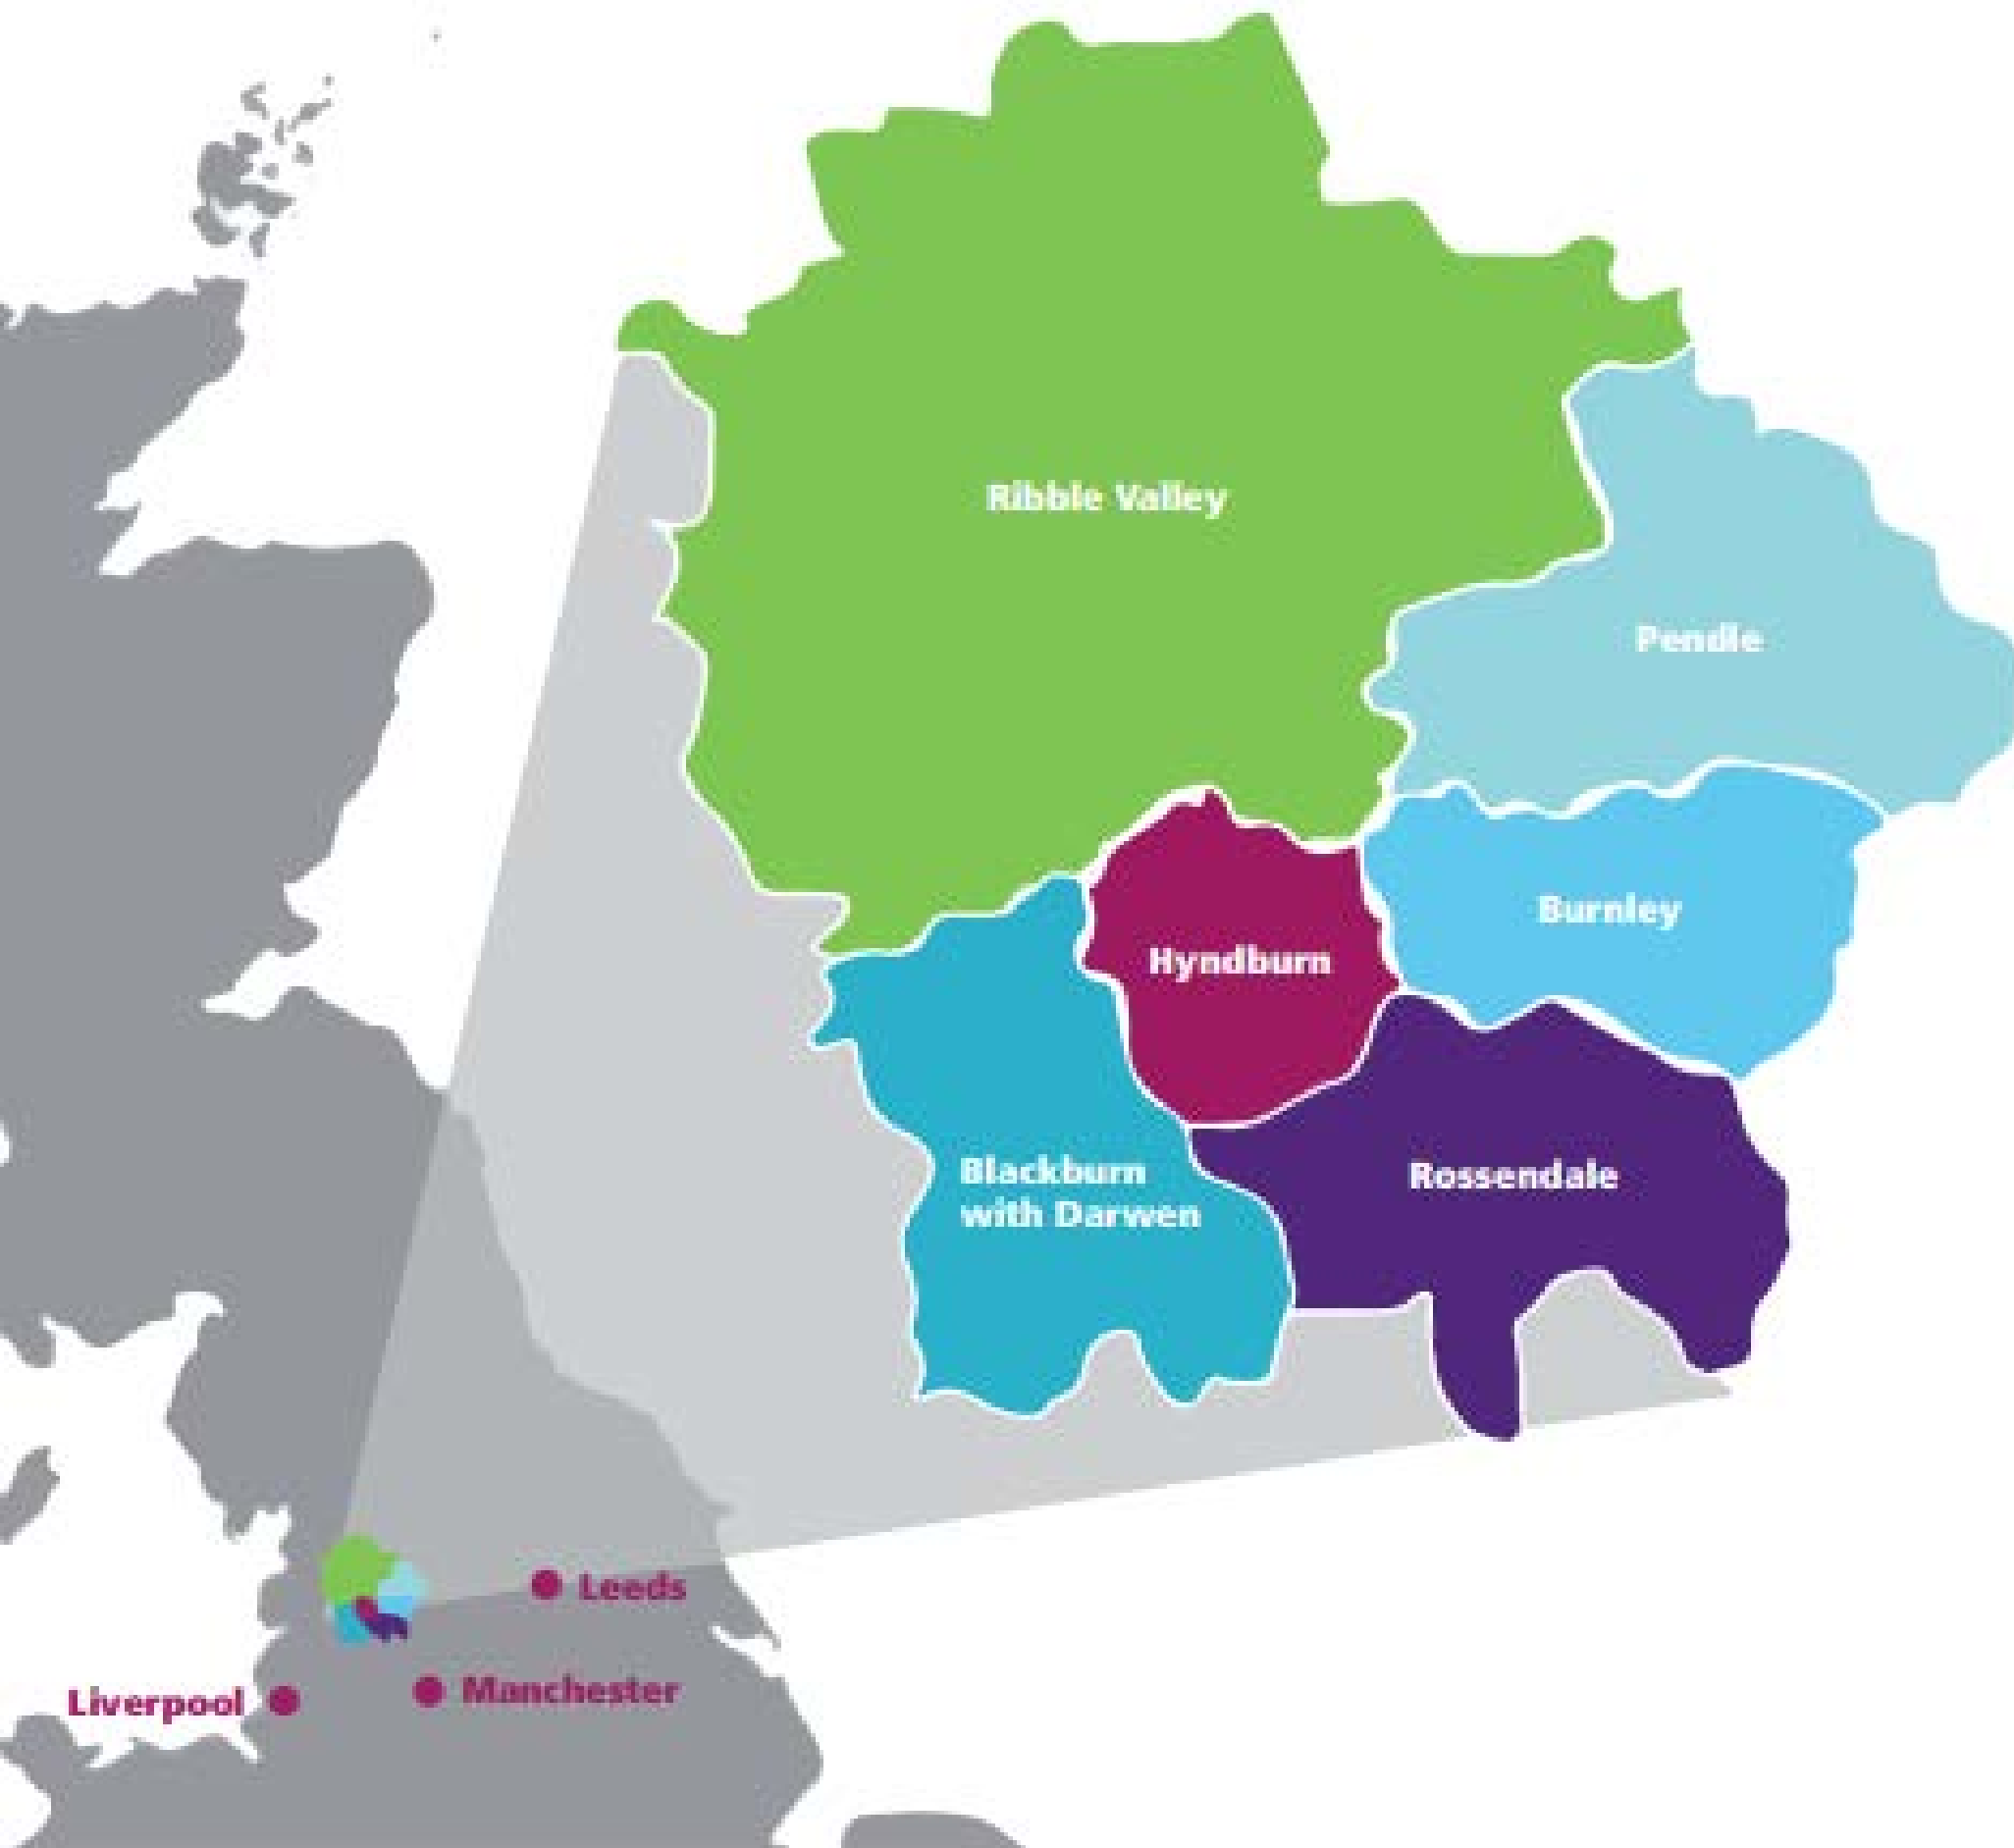 Ribble Valley
Pendle
Burnley
Hyndburn
Blackburn
with Darwen
Rossendale
Leeds
Manchester
Liverpool